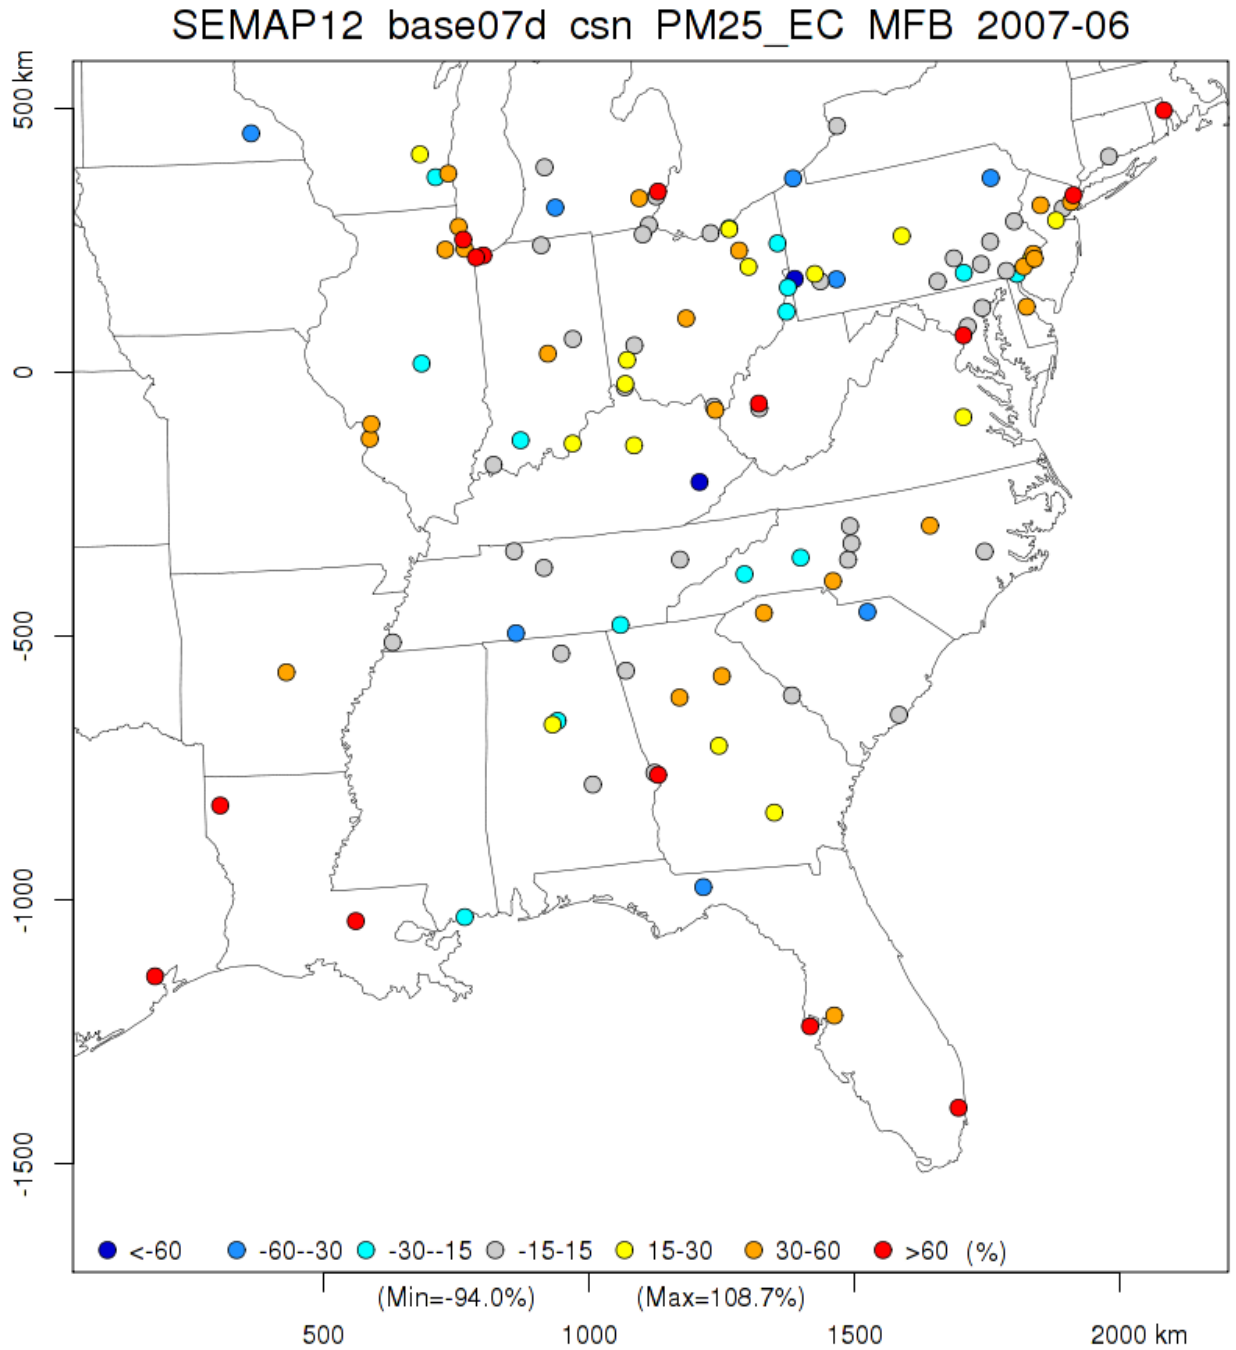 SEMAP12 base07d csn PM25_EC MFB 2007-06
500 km
0
-500
-1000
-1500
<-60 -60--30 -30--15 -15-15 15-30 30-60 >60 (%)
(Min=-94.0%) (Max=108.7%)
500 1000 1500 2000 km